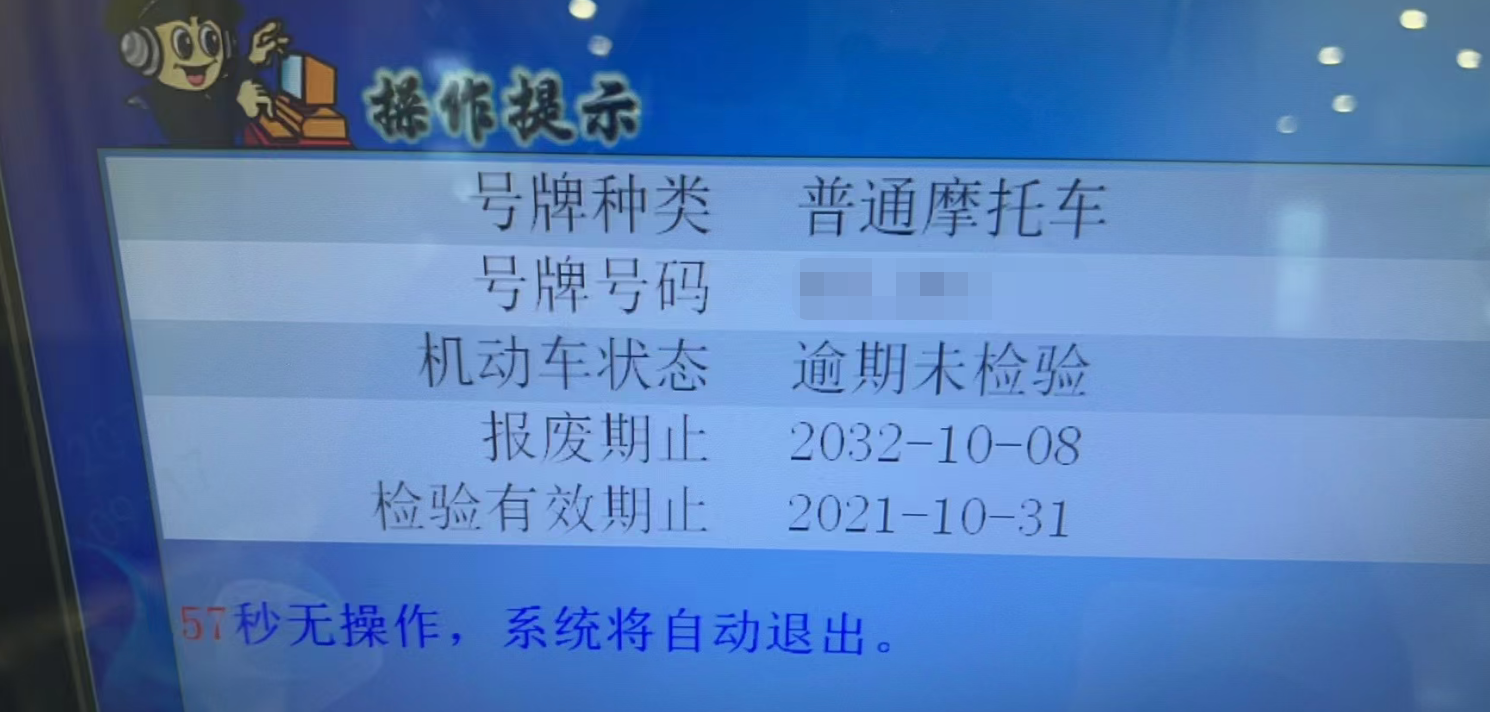 操作提示
号牌种类 普通摩托车
号牌号码
机动车状态 逾期未检验
报废期止 2032-10-08
检验有效期止 2021-10-31
57秒无操作，系统将自动退出。